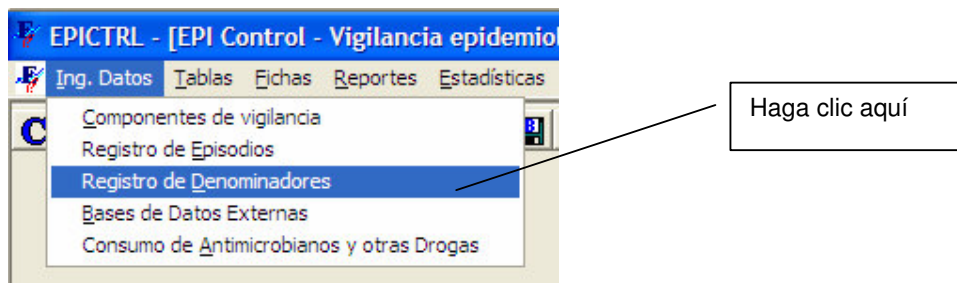 EPICTRL - [EPI Control - Vigilancia epidemiol
Ing. Datos Tablas Fichas Reportes Estadísticas
C
Componentes de vigilancia
Registro de Episodios
Registro de Denominadores
Bases de Datos Externas
Consumo de Antimicrobianos y otras Drogas
Haga clic aquí